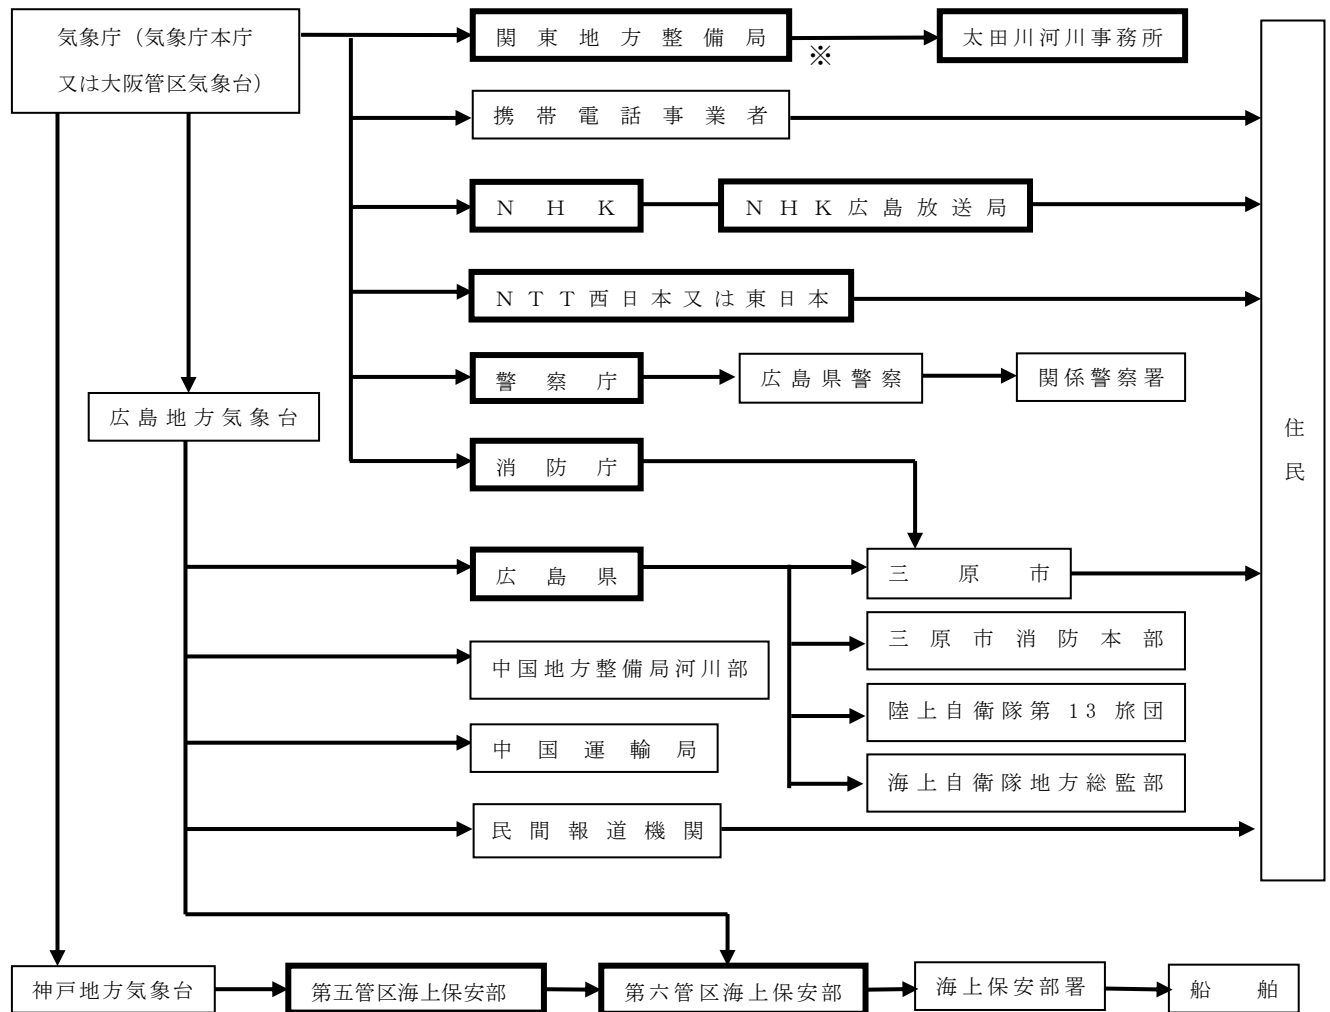 気象庁（気象庁本庁
又は大阪管区気象台）
関東地方整備局
※
太田川河川事務所
携帯電話事業者
ＮＨＫ
ＮＨＫ広島放送局
ＮＴＴ西日本又は東日本
警察庁
広島県警察
関係警察署
広島地方気象台
消防庁
住民
広島県
三原市
三原市消防本部
中国地方整備局河川部
陸上自衛隊第 13 旅団
中国運輸局
海上自衛隊地方総監部
民間報道機関
神戸地方気象台
第五管区海上保安部
第六管区海上保安部
海上保安部署
船舶